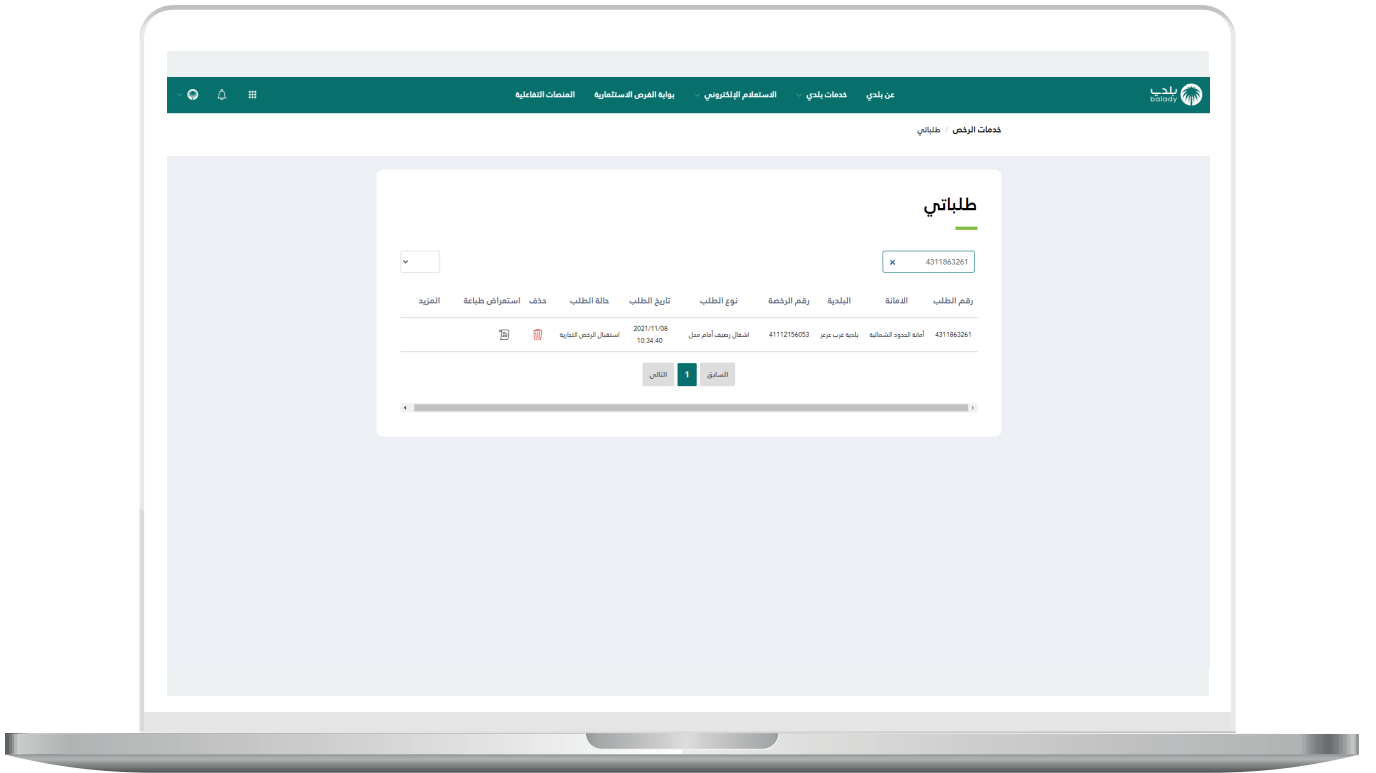 بلدي
balady
عن بلدي خدمات بلدي الاستعلام الإلكتروني بوابة الفرص الاستثمارية المنصات التفاعلية
خدمات الرخص / طلباتي
طلباتي
4311863261
رقم الطلب الامانة البلدية رقم الرخصة نوع الطلب تاريخ الطلب حالة الطلب حذف استعراض طباعة المزيد
4311863261 أمانة الحدود الشمالية بلدية غرب عرعر 41112156053 اشغال رصيف أمام محل 2021/11/08 استقبال الرخص التجارية
10:34:40
السابق 1 التالي